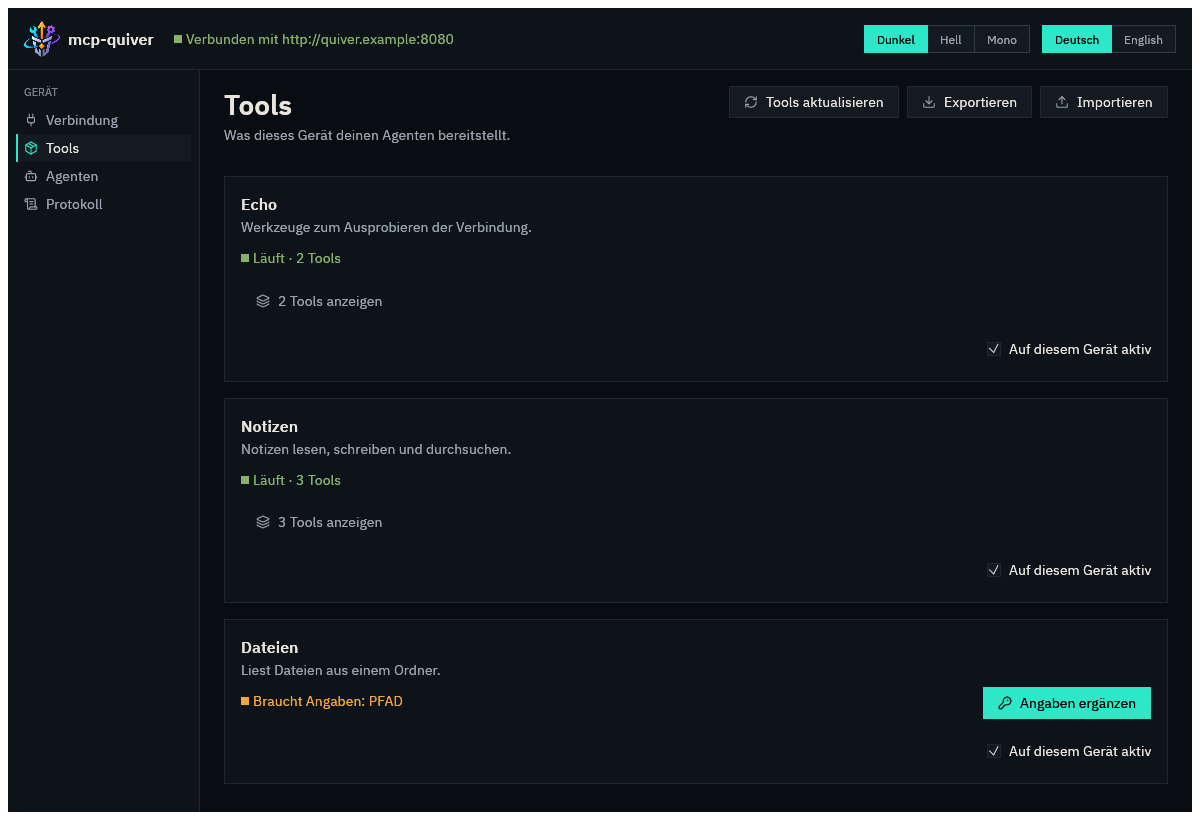 mcp-quiver
Verbunden mit http://quiver.example:8080
Dunkel Hell Mono
Deutsch English
GERÄT
Verbindung
Tools
Agenten
Protokoll
Tools
Was dieses Gerät deinen Agenten bereitstellt.
Tools aktualisieren
Exportieren
Importieren
Echo
Werkzeuge zum Ausprobieren der Verbindung.
Läuft · 2 Tools
2 Tools anzeigen
Auf diesem Gerät aktiv
Notizen
Notizen lesen, schreiben und durchsuchen.
Läuft · 3 Tools
3 Tools anzeigen
Auf diesem Gerät aktiv
Dateien
Liest Dateien aus einem Ordner.
Braucht Angaben: PFAD
Angaben ergänzen
Auf diesem Gerät aktiv